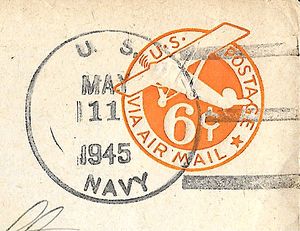 U. S.
MAY
11
1945
NAVY
U.S. POSTAGE
6¢
VIA AIR MAIL